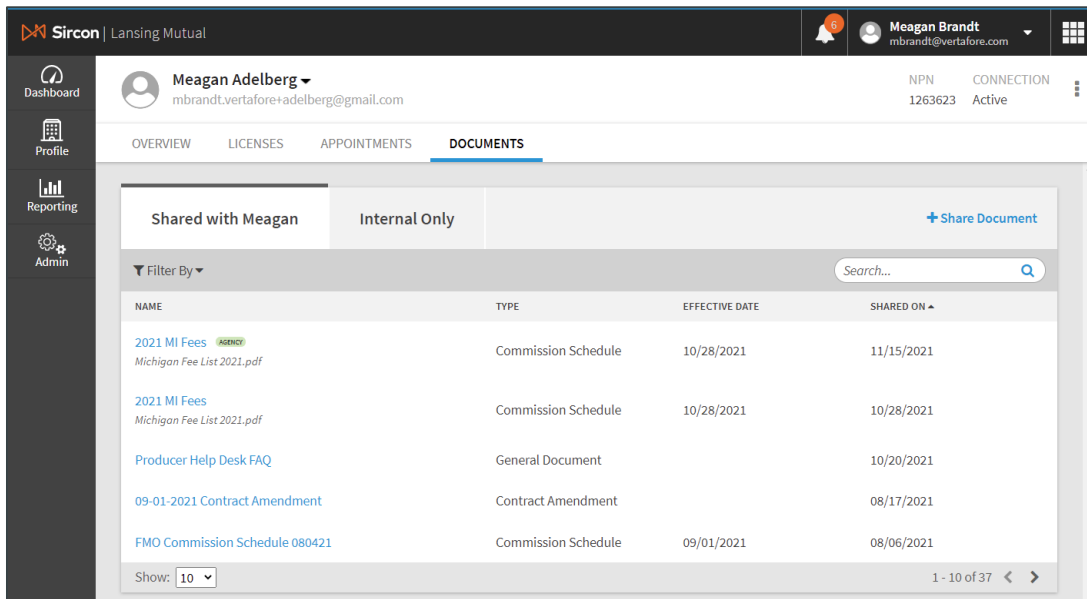 Sircon | Lansing Mutual
6
Meagan Brandt
mbrandt@vertafore.com
Dashboard
Profile
Reporting
Admin
Meagan Adelberg
mbrandt.vertafore+adelberg@gmail.com
NPN CONNECTION
1263623 Active
OVERVIEW LICENSES APPOINTMENTS DOCUMENTS
Shared with Meagan Internal Only + Share Document
Filter By Search...
NAME TYPE EFFECTIVE DATE SHARED ON
2021 MI Fees AGENCY
Michigan Fee List 2021.pdf
Commission Schedule 10/28/2021 11/15/2021
2021 MI Fees
Michigan Fee List 2021.pdf
Commission Schedule 10/28/2021 10/28/2021
Producer Help Desk FAQ General Document 10/20/2021
09-01-2021 Contract Amendment Contract Amendment 08/17/2021
FMO Commission Schedule 080421 Commission Schedule 09/01/2021 08/06/2021
Show: 10 1 - 10 of 37